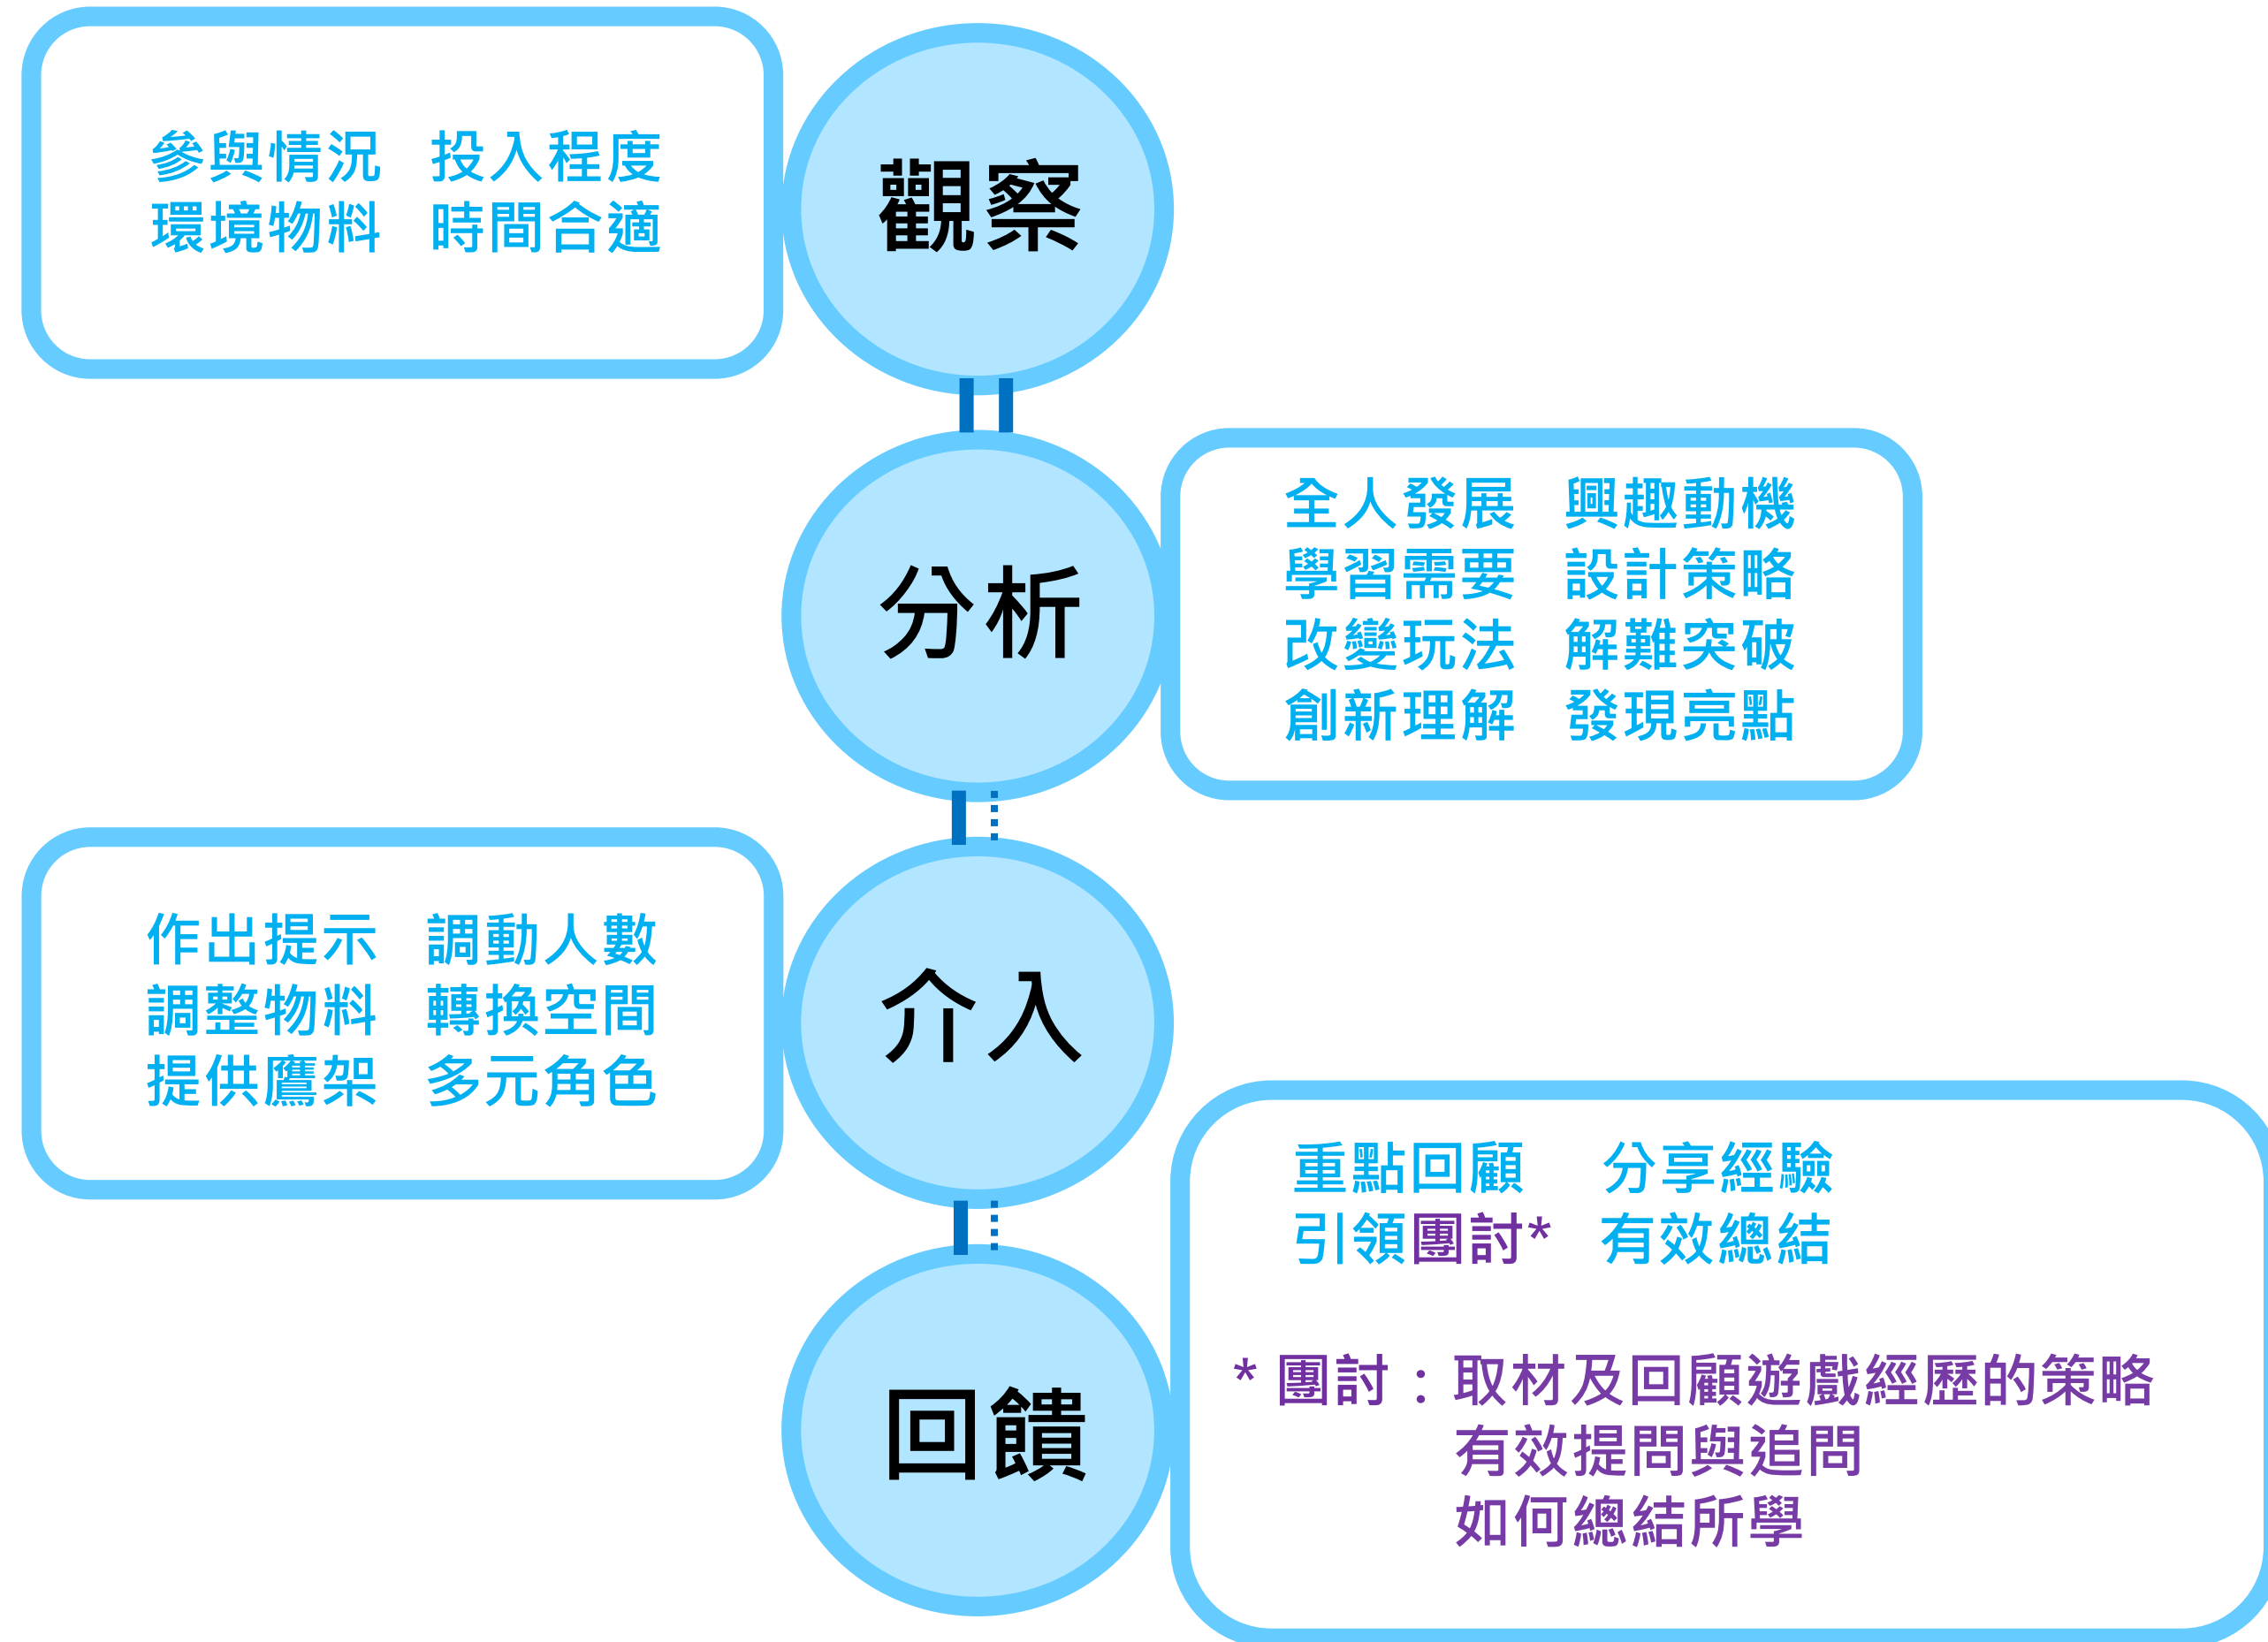 參與情況　投入程度
環境物料　時間合適
觀察
全人發展　興趣動機
學習需要　設計策略
改變玩法　解難突破
創新理解　發現亮點
分析
作出提示　調動人數
調整物料　轉換空間
提供鷹架　多元角色
介入
重點回顧　分享經驗
引領團討*　有效總結
* 團討：取材及回顧遊戲經歷的策略
有效提問與追問
如何總結所學
回饋